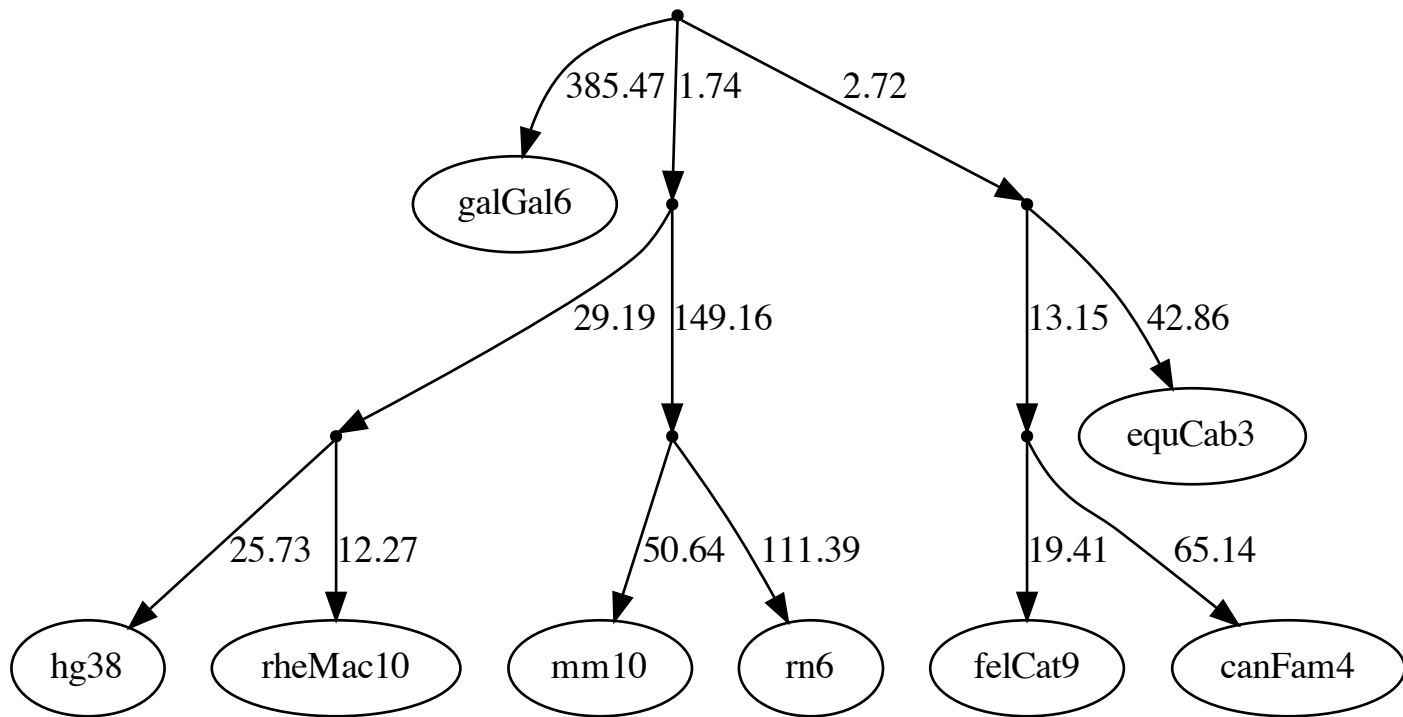 385.47 1.74 2.72
galGal6
29.19 149.16 13.15 42.86
equCab3
25.73 12.27 50.64 111.39 19.41 65.14
hg38 rheMac10 mm10 rn6 felCat9 canFam4